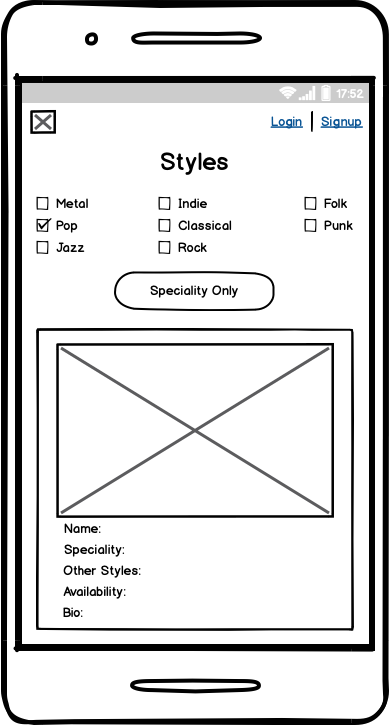 17:52
Login | Signup
Styles
Metal Indie Folk
Pop Classical Punk
Jazz Rock
Speciality Only
Name:
Speciality:
Other Styles:
Availability:
Bio: